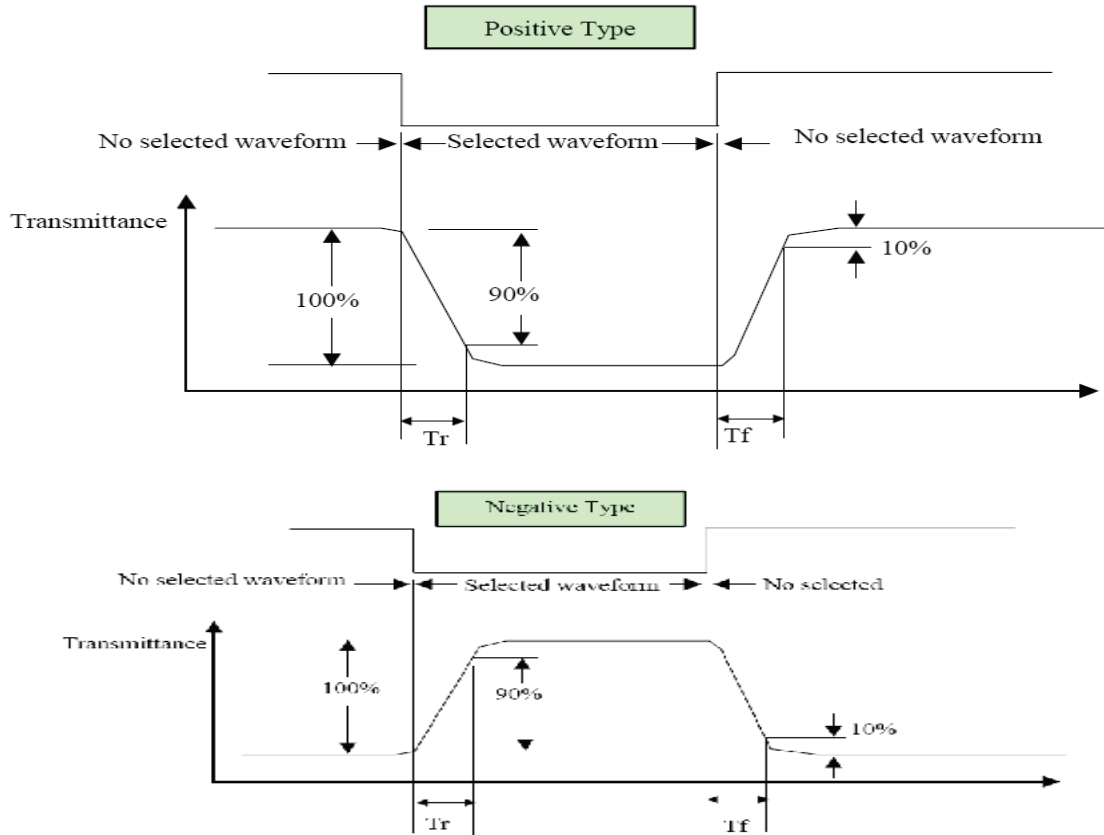 Positive Type
No selected waveform
Selected waveform
No selected waveform
Transmittance
10%
90%
100%
Tr
Tf
Negative Type
No selected waveform
Selected waveform
No selected
Transmittance
100%
90%
10%
Tr
Tf